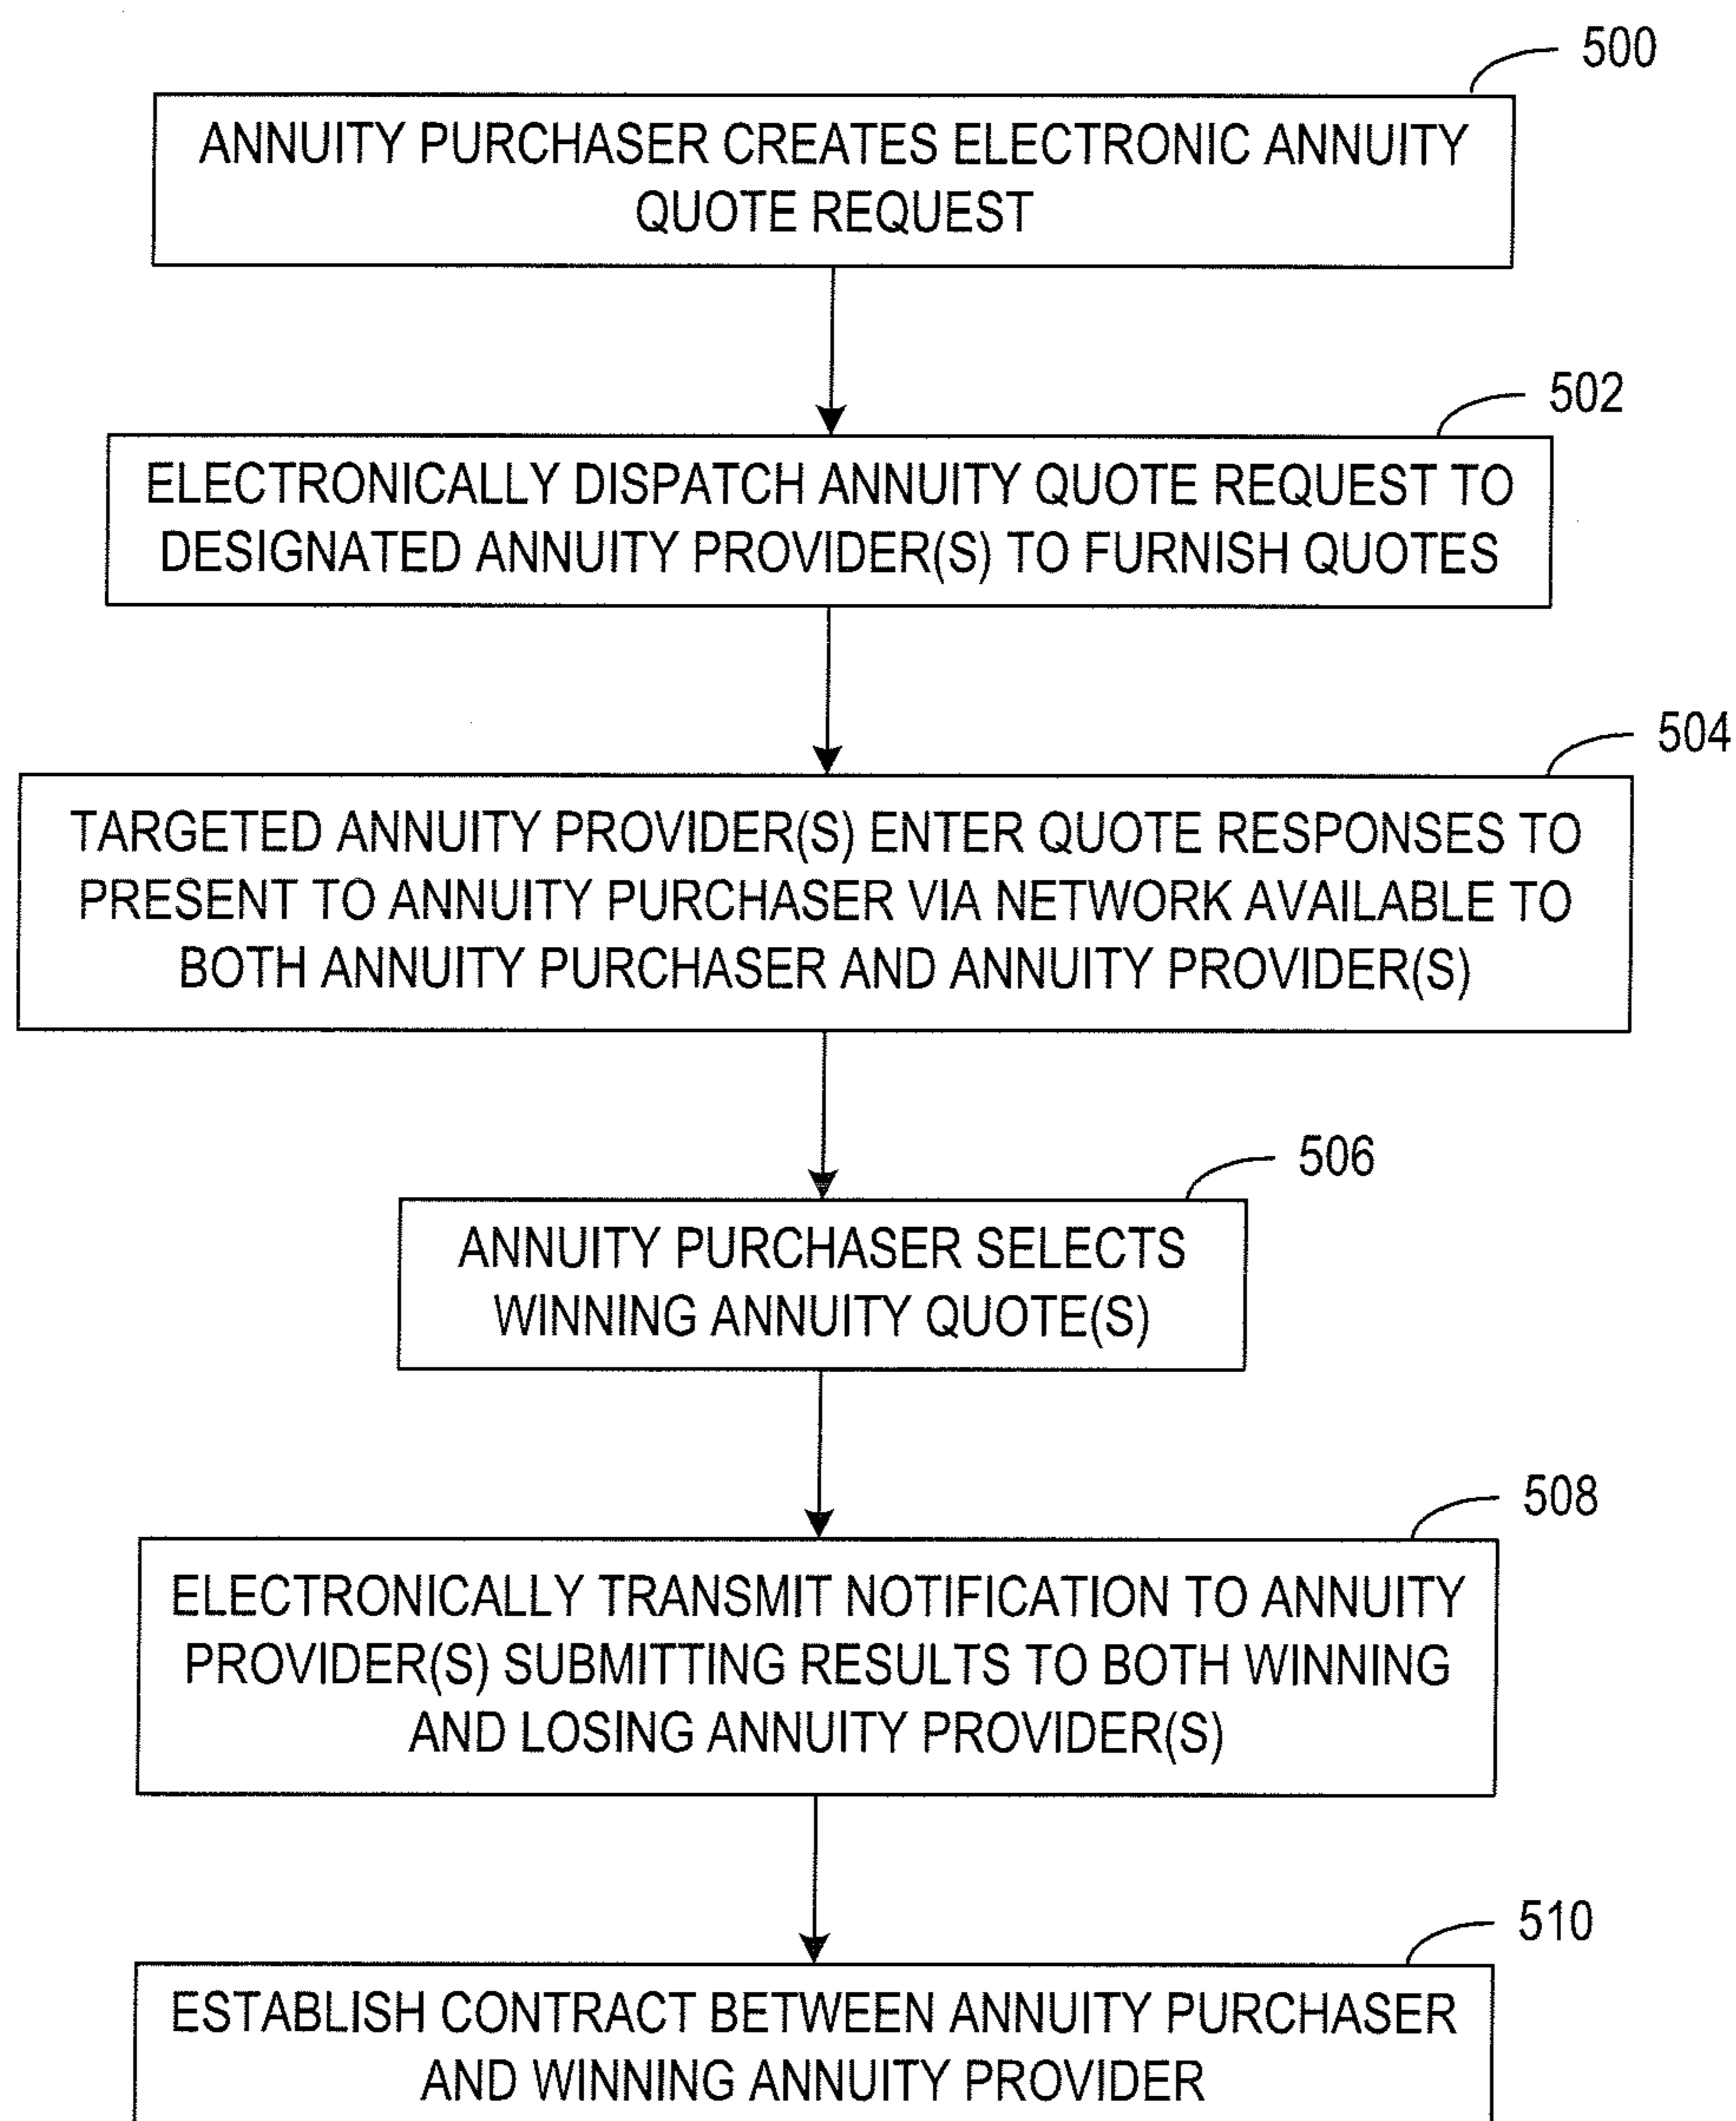 500
ANNUITY PURCHASER CREATES ELECTRONIC ANNUITY
QUOTE REQUEST
502
ELECTRONICALLY DISPATCH ANNUITY QUOTE REQUEST TO
DESIGNATED ANNUITY PROVIDER(S) TO FURNISH QUOTES
504
TARGETED ANNUITY PROVIDER(S) ENTER QUOTE RESPONSES TO
PRESENT TO ANNUITY PURCHASER VIA NETWORK AVAILABLE TO
BOTH ANNUITY PURCHASER AND ANNUITY PROVIDER(S)
506
ANNUITY PURCHASER SELECTS
WINNING ANNUITY QUOTE(S)
508
ELECTRONICALLY TRANSMIT NOTIFICATION TO ANNUITY
PROVIDER(S) SUBMITTING RESULTS TO BOTH WINNING
AND LOSING ANNUITY PROVIDER(S)
510
ESTABLISH CONTRACT BETWEEN ANNUITY PURCHASER
AND WINNING ANNUITY PROVIDER